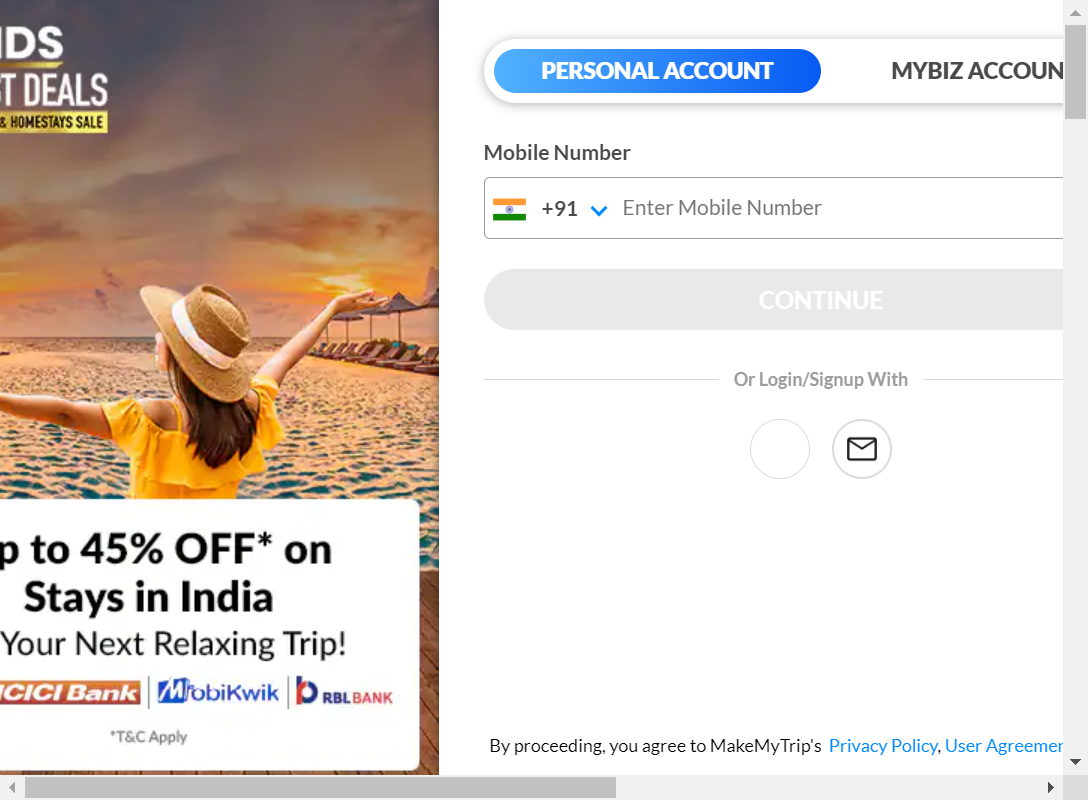 DS
T DEALS
& HOMESTAYS SALE
p to 45% OFF* on
Stays in India
Your Next Relaxing Trip!
ICICI Bank MobiKwik RBL BANK
*T&C Apply
PERSONAL ACCOUNT MYBIZ ACCOUN
Mobile Number
+91 Enter Mobile Number
CONTINUE
Or Login/Signup With
By proceeding, you agree to MakeMyTrip's Privacy Policy, User Agreemen